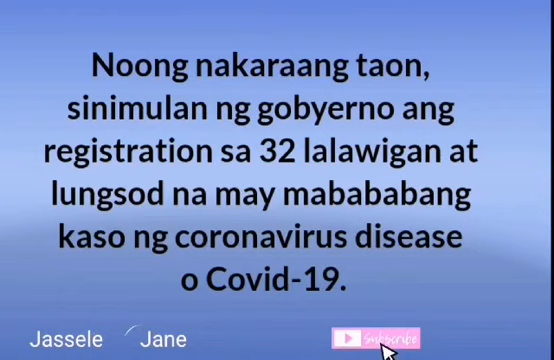 Noong nakaraang taon,
sinimulan ng gobyerno ang
registration sa 32 lalawigan at
lungsod na may mabababang
kaso ng coronavirus disease
o Covid-19.
Jassele Jane
Subscribe